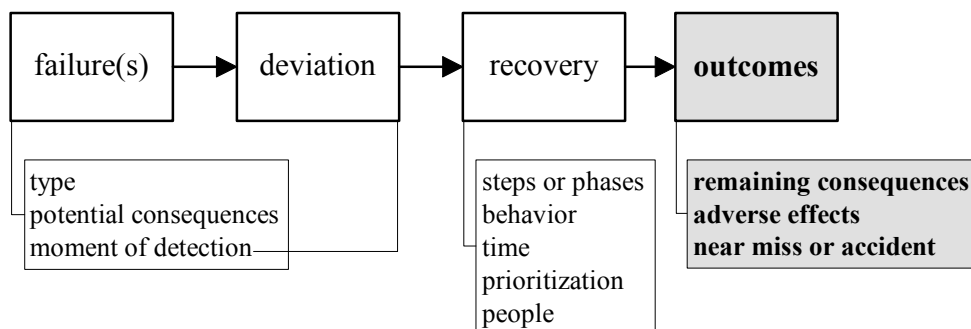 failure(s)
deviation
recovery
outcomes
type
potential consequences
moment of detection
steps or phases
behavior
time
prioritization
people
remaining consequences
adverse effects
near miss or accident